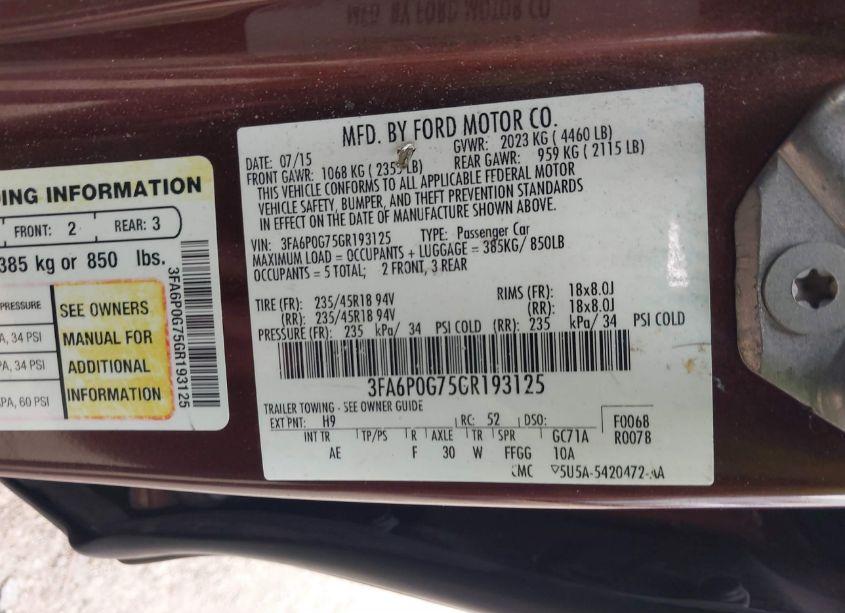 MFD. BY FORD MOTOR CO.
DATE: 07/15
GVWR: 2023 KG ( 4460 LB)
FRONT GAWR: 1068 KG ( 2355 LB)
REAR GAWR: 959 KG ( 2115 LB)
THIS VEHICLE CONFORMS TO ALL APPLICABLE FEDERAL MOTOR
VEHICLE SAFETY, BUMPER, AND THEFT PREVENTION STANDARDS
IN EFFECT ON THE DATE OF MANUFACTURE SHOWN ABOVE.
VIN: 3FA6P0G75GR193125 TYPE: Passenger Car
MAXIMUM LOAD = OCCUPANTS + LUGGAGE = 385KG/ 850LB
OCCUPANTS = 5 TOTAL; 2 FRONT, 3 REAR
TIRE (FR): 235/45R18 94V RIMS (FR): 18x8.0J
(RR): 235/45R18 94V (RR): 18x8.0J
PRESSURE (FR): 235 kPa/ 34 PSI COLD (RR): 235 kPa/ 34 PSI COLD
3FA6P0G75GR193125
TRAILER TOWING - SEE OWNER GUIDE
EXT PNT: H9 RC: 52 DSO: F0068
INT TR TP/PS R AXLE TR SPR GC71A R0078
AE F 30 W FFGG 10A
5U5A-5420472-AA
ING INFORMATION
FRONT: 2 REAR: 3
385 kg or 850 lbs.
PRESSURE
A, 34 PSI
PA, 34 PSI
PA, 60 PSI
SEE OWNERS
MANUAL FOR
ADDITIONAL
INFORMATION
3FA6P0G75GR193125